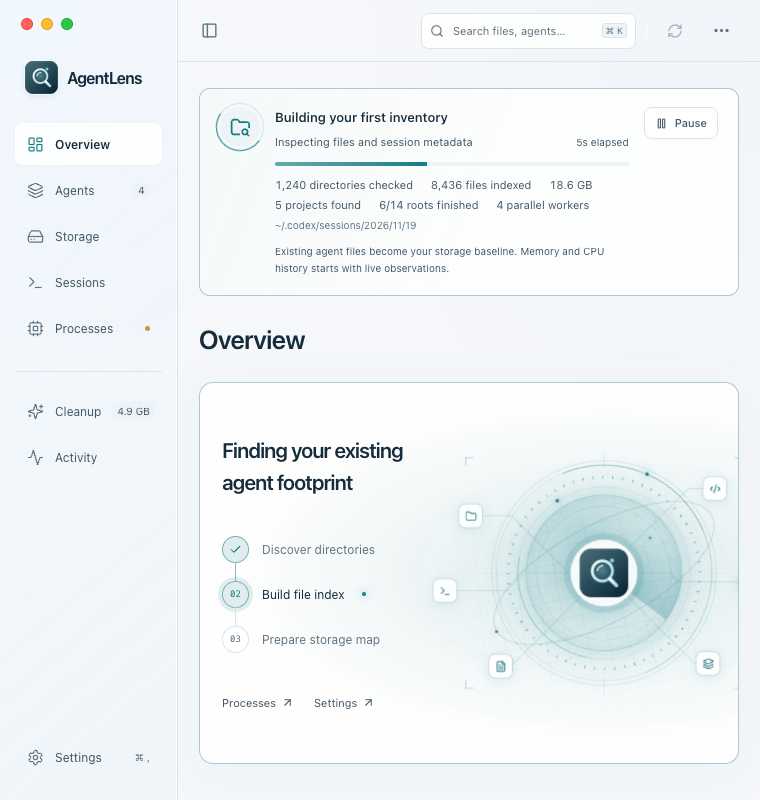 Search files, agents...
⌘ K
AgentLens
Overview
Agents
4
Storage
Sessions
Processes
Cleanup
4.9 GB
Activity
Settings
⌘ ,
Building your first inventory
Pause
Inspecting files and session metadata
5s elapsed
1,240 directories checked 8,436 files indexed 18.6 GB
5 projects found 6/14 roots finished 4 parallel workers
~/.codex/sessions/2026/11/19
Existing agent files become your storage baseline. Memory and CPU
history starts with live observations.
Overview
Finding your existing
agent footprint
Discover directories
02 Build file index
03 Prepare storage map
Processes
Settings